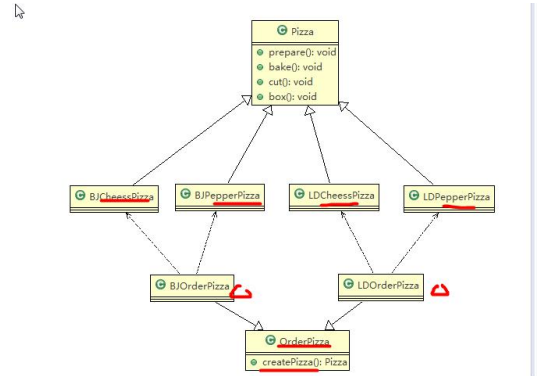 C Pizza
prepare(): void
bake(): void
cut(): void
box(): void
C BJCheessPizza
C BJPepperPizza
C LDCheessPizza
C LDPepperPizza
C BJOrderPizza
C LDOrderPizza
C OrderPizza
createPizza(): Pizza